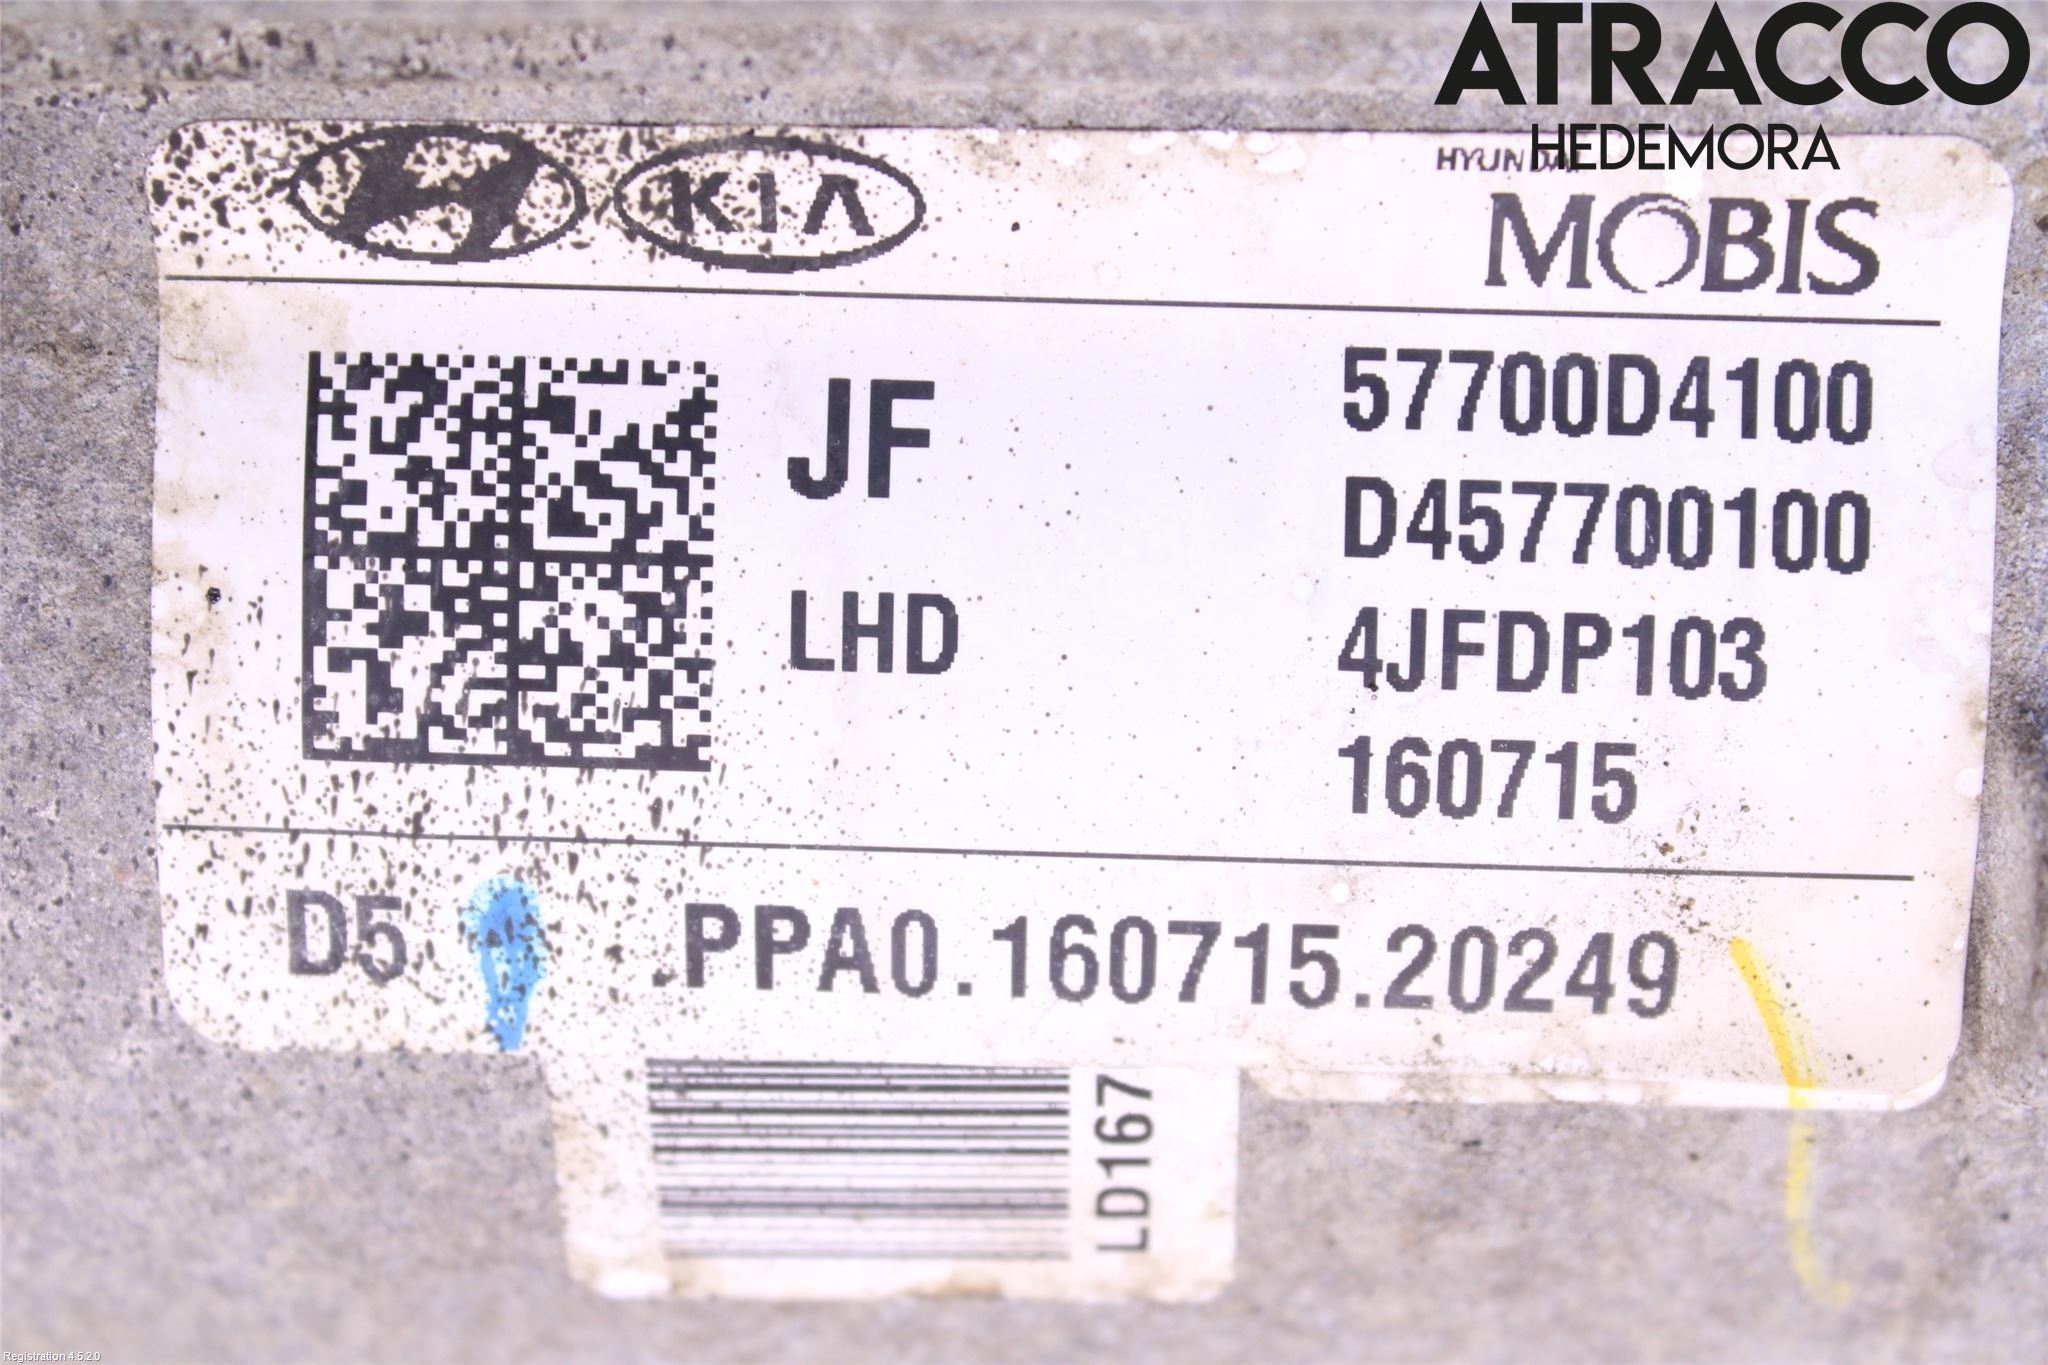 ATRACCO
HEDEMORA
KIA
HYUNDAI
MOBIS
JF
57700D4100
D457700100
LHD
4JFDP103
160715
D5
.PPA0.160715.20249
LD167
Registration 4.5.2.0